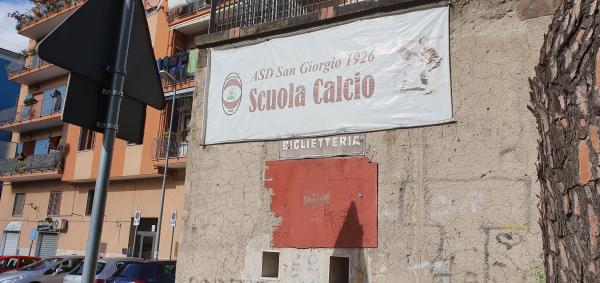 ASD San Giorgio 1926
Scuola Calcio
BIGLIETTERIA